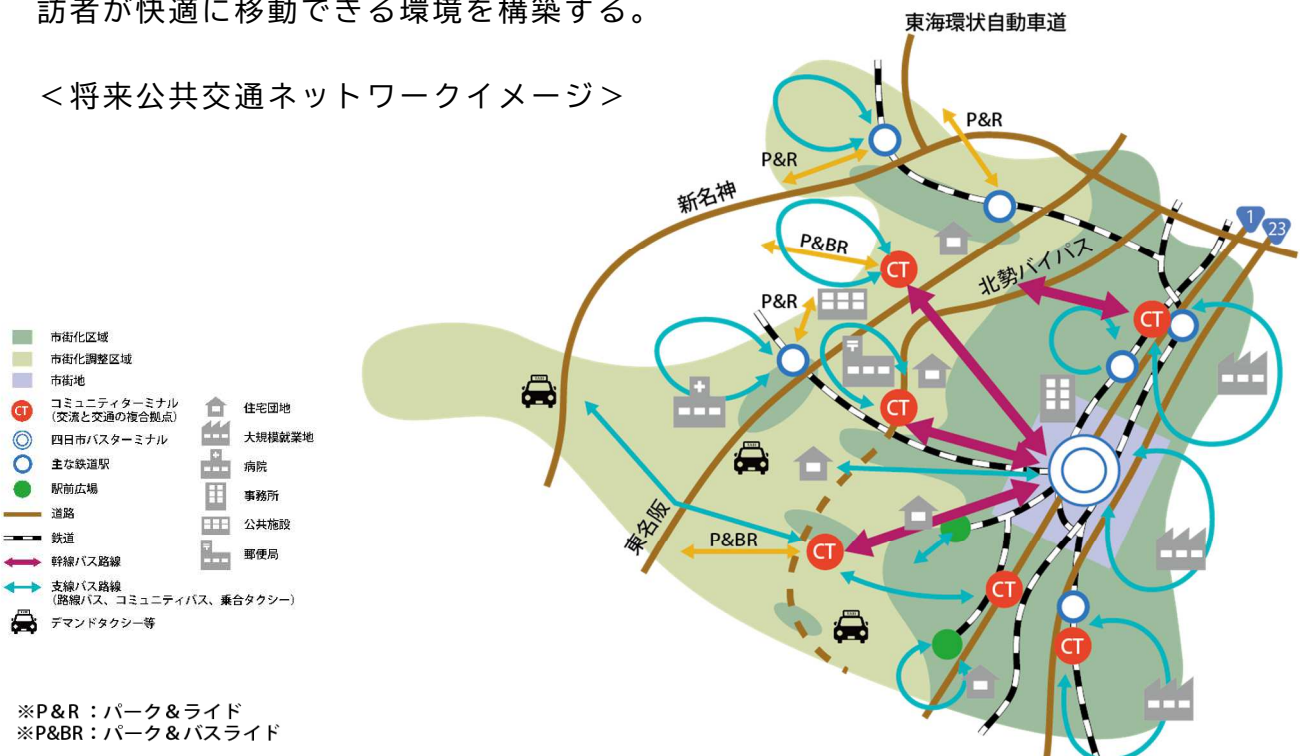 訪者が快適に移動できる環境を構築する。
東海環状自動車道
＜将来公共交通ネットワークイメージ＞
P&R
P&R
新名神
1
23
P&BR
CT
北勢バイパス
P&R
CT
市街化区域
市街化調整区域
市街地
CT
コミュニティターミナル
(交流と交通の複合拠点)
四日市バスターミナル
主な鉄道駅
駅前広場
道路
鉄道
幹線バス路線
支線バス路線
(路線バス、コミュニティバス、乗合タクシー)
デマンドタクシー等
住宅団地
大規模就業地
病院
事務所
公共施設
郵便局
CT
東名阪
P&BR
CT
CT
CT
※P&R：パーク&ライド
※P&BR：パーク&バスライド